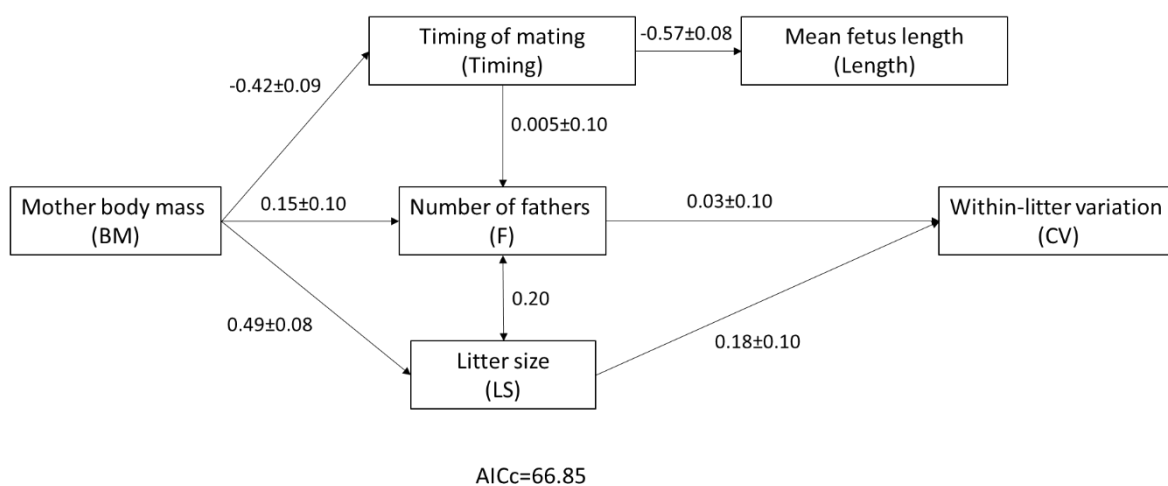 Timing of mating
(Timing)
-0.57±0.08
Mean fetus length
(Length)
-0.42±0.09
0.005±0.10
Mother body mass
(BM)
0.15±0.10
Number of fathers
(F)
0.03±0.10
Within-litter variation
(CV)
0.20
0.49±0.08
0.18±0.10
Litter size
(LS)
AICc=66.85